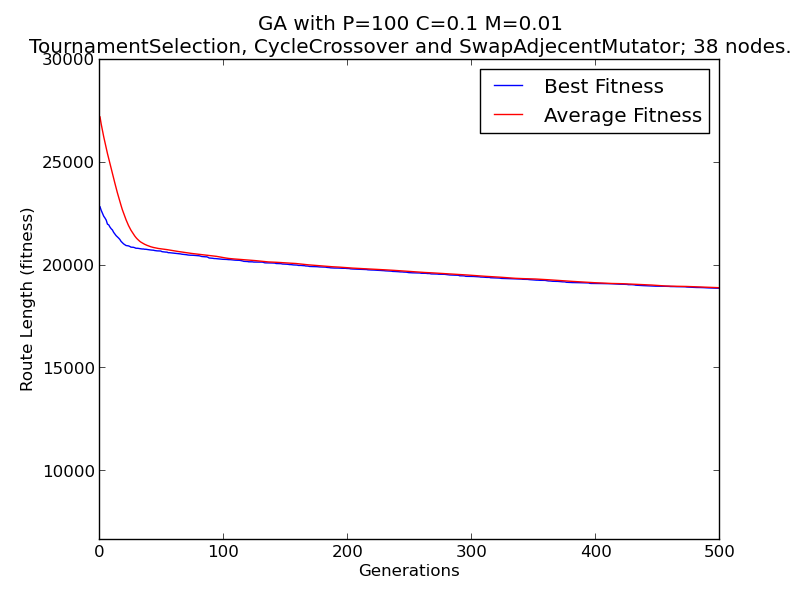 GA with P=100 C=0.1 M=0.01
TournamentSelection, CycleCrossover and SwapAdjecentMutator; 38 nodes.
30000
25000
20000
15000
10000
Route Length (fitness)
Best Fitness
Average Fitness
0 100 200 300 400 500
Generations